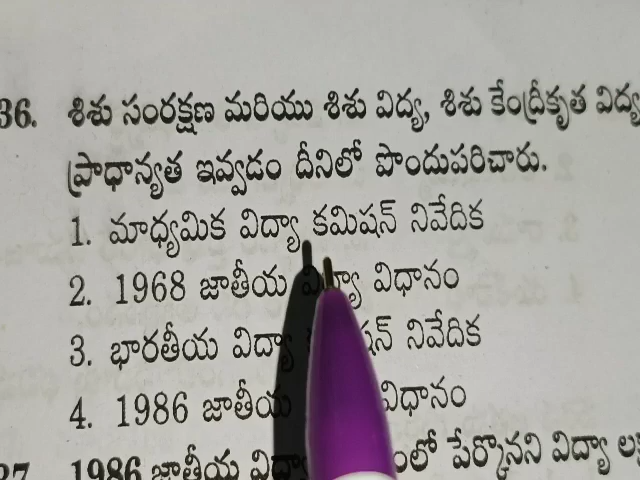 36. శిశు సంరక్షణ మరియు శిశు విద్య, శిశు కేంద్రీకృత విద్య
ప్రాధాన్యత ఇవ్వడం దీనిలో పొందుపరిచారు.
1. మాధ్యమిక విద్యా కమిషన్ నివేదిక
2. 1968 జాతీయ విద్యా విధానం
3. భారతీయ విద్యా నివేదిక
4. 1986 జాతీయ విధానం
1986 జాతీయ పేర్కొనని విద్యా